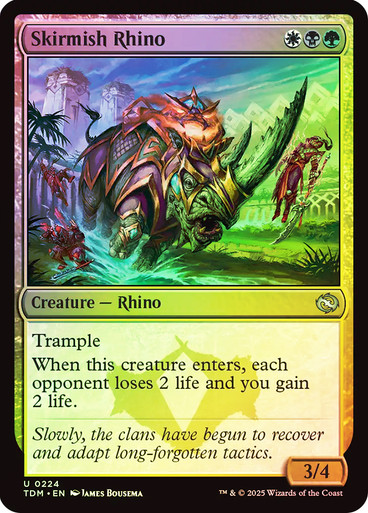 Skirmish Rhino
Creature — Rhino
Trample
When this creature enters, each
opponent loses 2 life and you gain
2 life.
Slowly, the clans have begun to recover
and adapt long-forgotten tactics.
3/4
U 0224
TDM • EN James Bousema
™ & © 2025 Wizards of the Coast